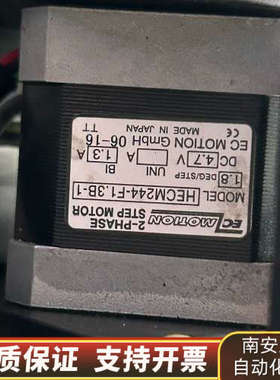 EC MOTION
2-PHASE
STEP MOTOR
MODEL HECM244-F1.3B-1
1.8 DEG/STEP
DC 4.7 V
UNI A
BI 1.3 A
EC MOTION GmbH 06-16
CE MADE IN JAPAN TT
质保证 支持开票
南安
自动化